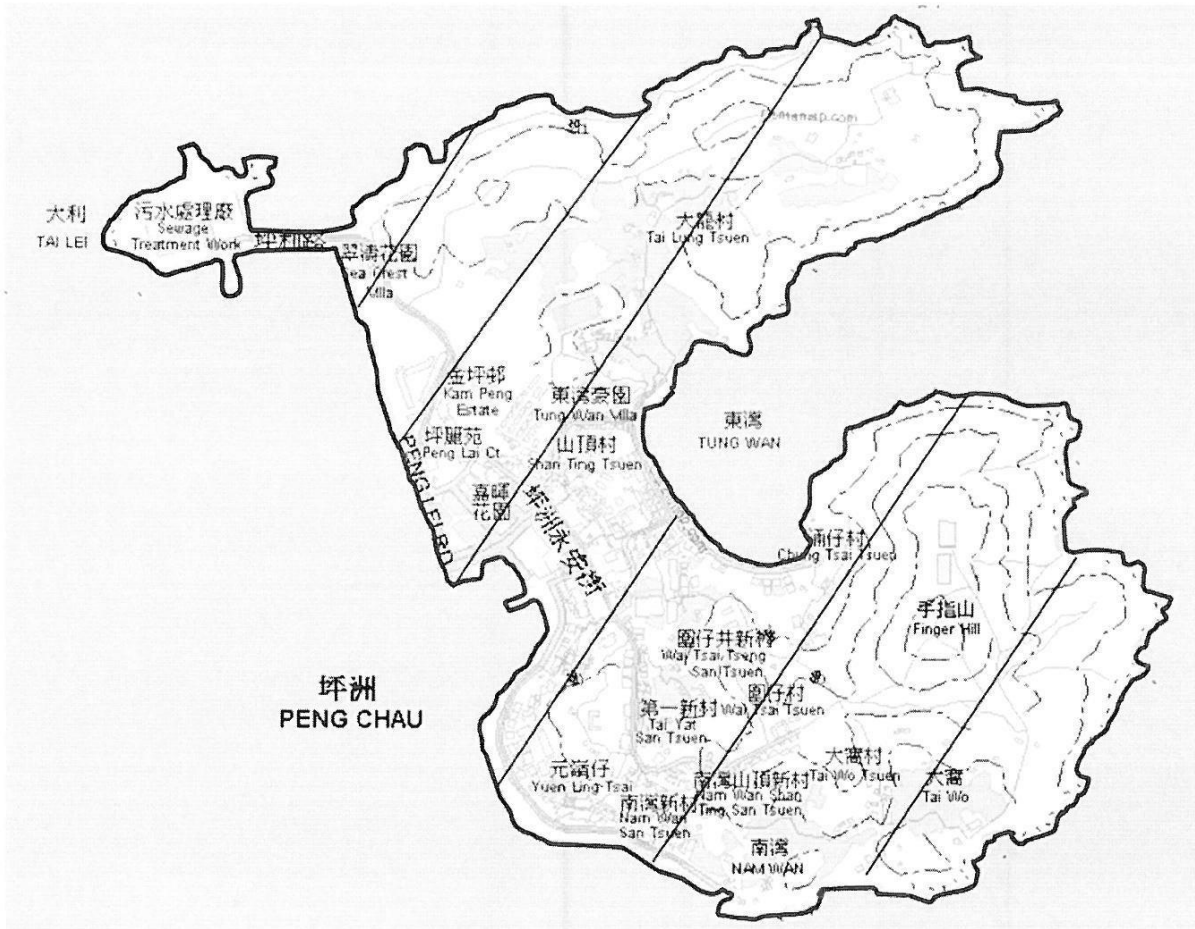 大利
TAI LEI
污水處理廠
Sewage
Treatment Work
坪利路
翠濤花園
Sea Crest
Villa
大龍村
Tai Lung Tsuen
金坪邨
Kam Peng
Estate
坪麗苑
Peng Lai Ct.
PENG LEI RD
嘉暉
花園
東灣豪園
Tung Wan Villa
山頂村
Shan Ting Tsuen
東灣
TUNG WAN
坪洲永安街
涌仔村
Chung Tsai Tsuen
手指山
Finger Hill
圍仔井新村
Wai Tsai Tseng
San Tsuen
圍仔村
Wai Tsai Tsuen
第一新村
Tai Yat
San Tsuen
坪洲
PENG CHAU
元嶺仔
Yuen Ling Tsai
南灣新村
Nam Wan
San Tsuen
南灣山頂新村
Nam Wan Shan
Ting San Tsuen
大窩村
Tai Wo Tsuen
大窩
Tai Wo
南灣
NAM WAN